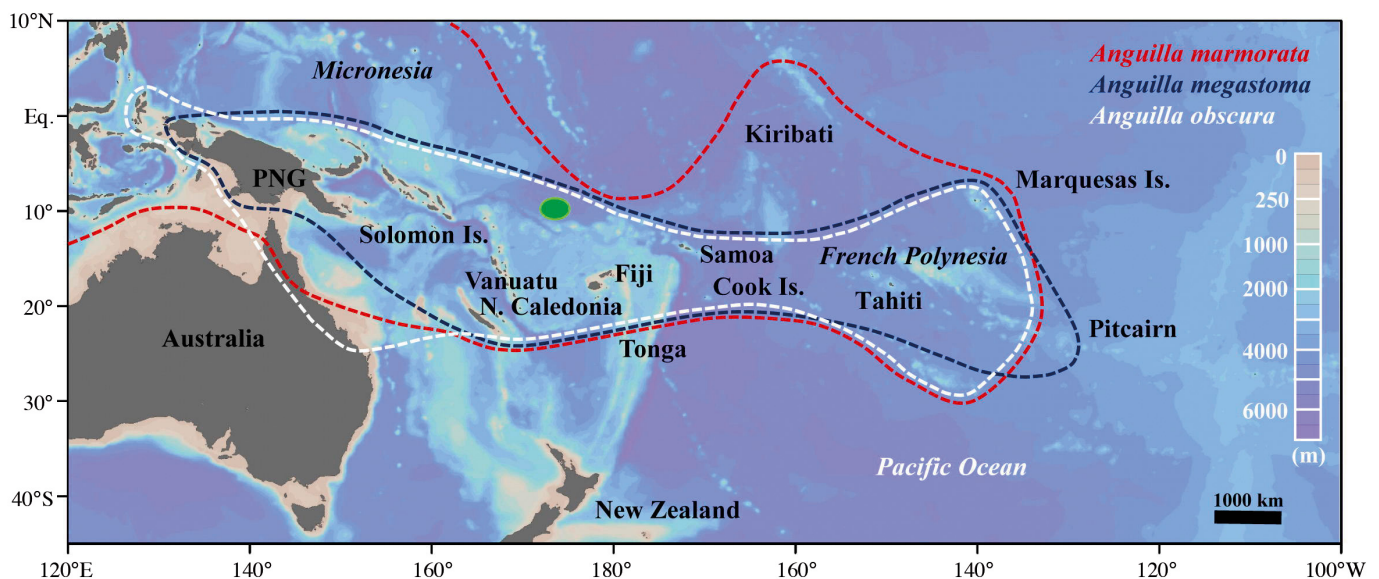 10°N
Eq.
10°
20°
30°
40°S
120°E
140°
160°
180°
160°
140°
120°
100°W
Micronesia
Anguilla marmorata
Anguilla megastoma
Anguilla obscura
Kiribati
PNG
Marquesas Is.
Solomon Is.
Samoa
French Polynesia
Vanuatu
Fiji
Cook Is.
N. Caledonia
Tahiti
Australia
Tonga
Pitcairn
Pacific Ocean
New Zealand
0
250
1000
2000
4000
6000
(m)
1000 km